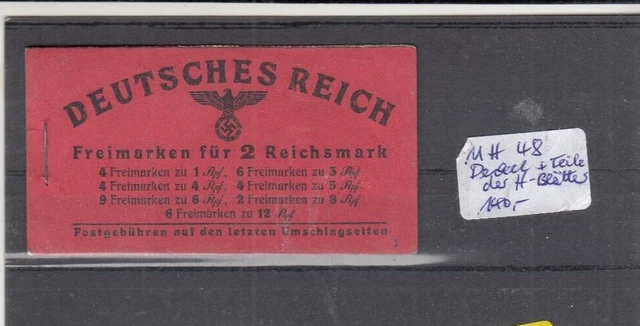 DEUTSCHES REICH
Freimarken für 2 Reichsmark
4 Freimarken zu 1 Rpf. 6 Freimarken zu 3 Rpf
4 Freimarken zu 4 Rpf. 4 Freimarken zu 5 Rpf.
9 Freimarken zu 6 Rpf. 2 Freimarken zu 8 Rpf
6 Freimarken zu 12 Rpf
Postgebühren auf den letzten Umschlagseiten
MH 48
+ Teile
der H-Blätter
140,-